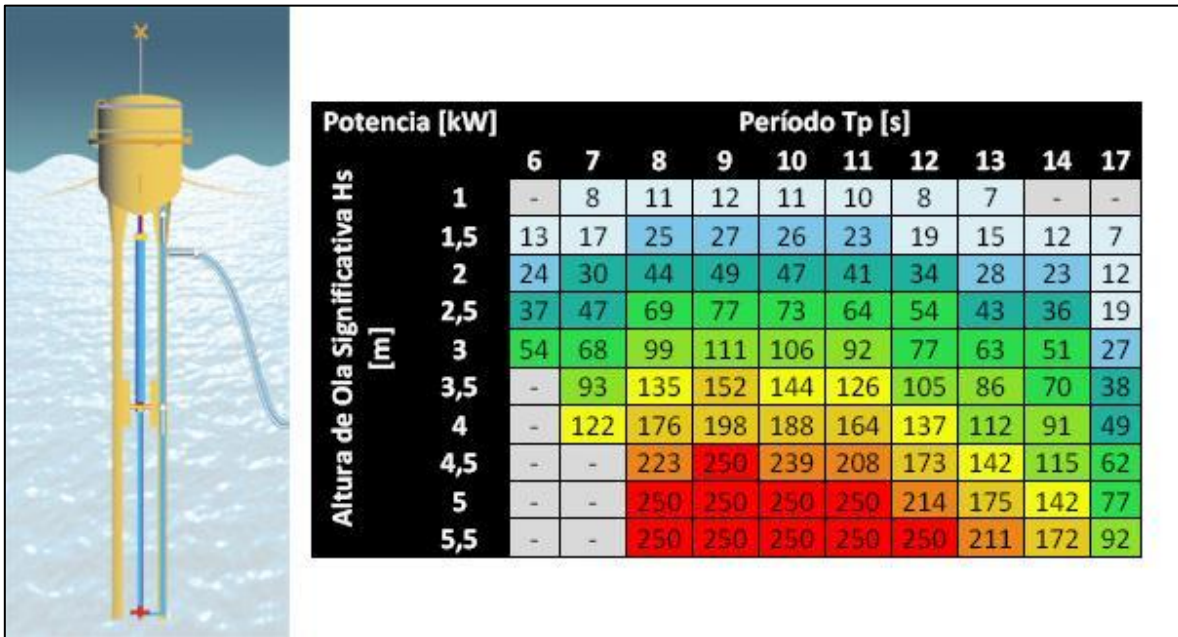 Potencia [kW] Período Tp [s]
6 7 8 9 10 11 12 13 14 17
Altura de Ola Significativa Hs
[m]
1 - 8 11 12 11 10 8 7 - -
1,5 13 17 25 27 26 23 19 15 12 7
2 24 30 44 49 47 41 34 28 23 12
2,5 37 47 69 77 73 64 54 43 36 19
3 54 68 99 111 106 92 77 63 51 27
3,5 - 93 135 152 144 126 105 86 70 38
4 - 122 176 198 188 164 137 112 91 49
4,5 - - 223 250 239 208 173 142 115 62
5 - - 250 250 250 250 214 175 142 77
5,5 - - 250 250 250 250 250 211 172 92